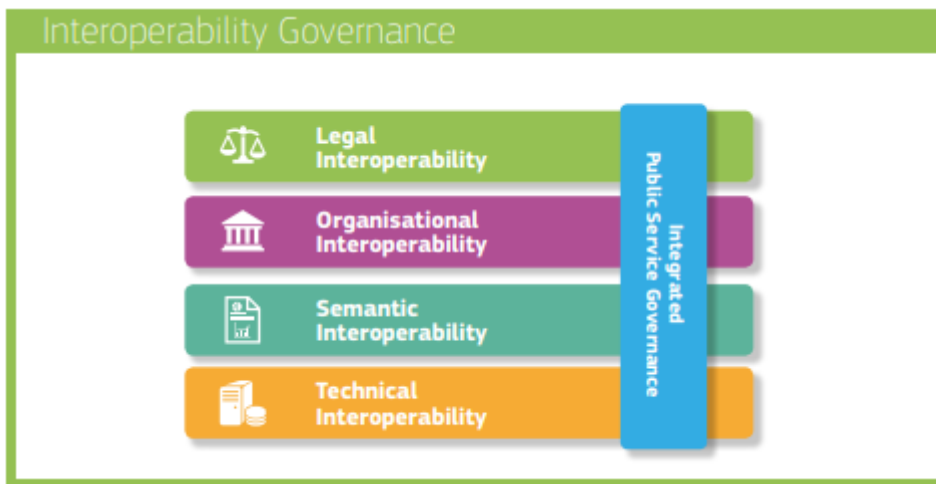 Interoperability Governance
Legal
Interoperability
Organisational
Interoperability
Semantic
Interoperability
Technical
Interoperability
Integrated
Public Service Governance